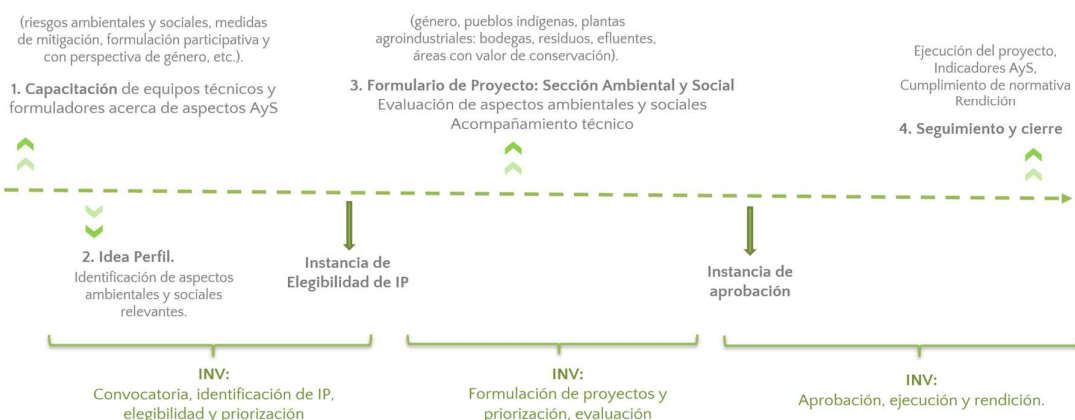 (riesgos ambientales y sociales, medidas
de mitigación, formulación participativa y
con perspectiva de género, etc.).
1. Capacitación de equipos técnicos y
formuladores acerca de aspectos AyS
(género, pueblos indígenas, plantas
agroindustriales: bodegas, residuos, efluentes,
áreas con valor de conservación).
3. Formulario de Proyecto: Sección Ambiental y Social
Evaluación de aspectos ambientales y sociales
Acompañamiento técnico
Ejecución del proyecto,
Indicadores AyS,
Cumplimiento de normativa
Rendición
4. Seguimiento y cierre
2. Idea Perfil.
Identificación de aspectos
ambientales y sociales
relevantes.
Instancia de
Elegibilidad de IP
Instancia de
aprobación
INV:
Convocatoria, identificación de IP,
elegibilidad y priorización
INV:
Formulación de proyectos y
priorización, evaluación
INV:
Aprobación, ejecución y rendición.